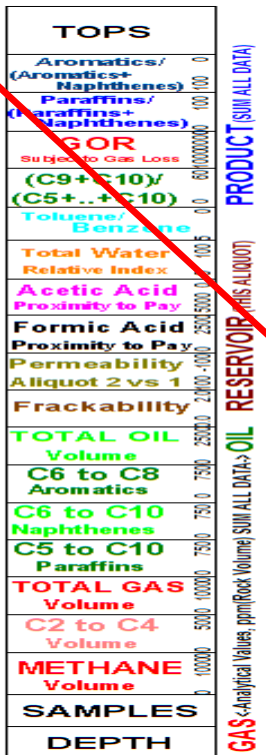 TOPS
Aromatics/
(Aromatics+
Naphthenes)
Paraffins/
(Paraffins+
Naphthenes)
GOR
Subject to Gas Loss
(C9+C10)/
(C5+..+C10)
Toluene/
Benzene
Total Water
Relative Index
Acetic Acid
Proximity to Pay
Formic Acid
Proximity to Pay
Permeability
Aliquot 2 vs 1
Frackability
TOTAL OIL
Volume
C6 to C8
Aromatics
C6 to C10
Naphthenes
C5 to C10
Paraffins
TOTAL GAS
Volume
C2 to C4
Volume
METHANE
Volume
SAMPLES
DEPTH
PRODUCT(SUM ALL DATA)
GAS<-Analytical Values, ppm(Rock Volume) SUM ALL DATA-> OIL RESERVOIR (THIS ALIQUOT)